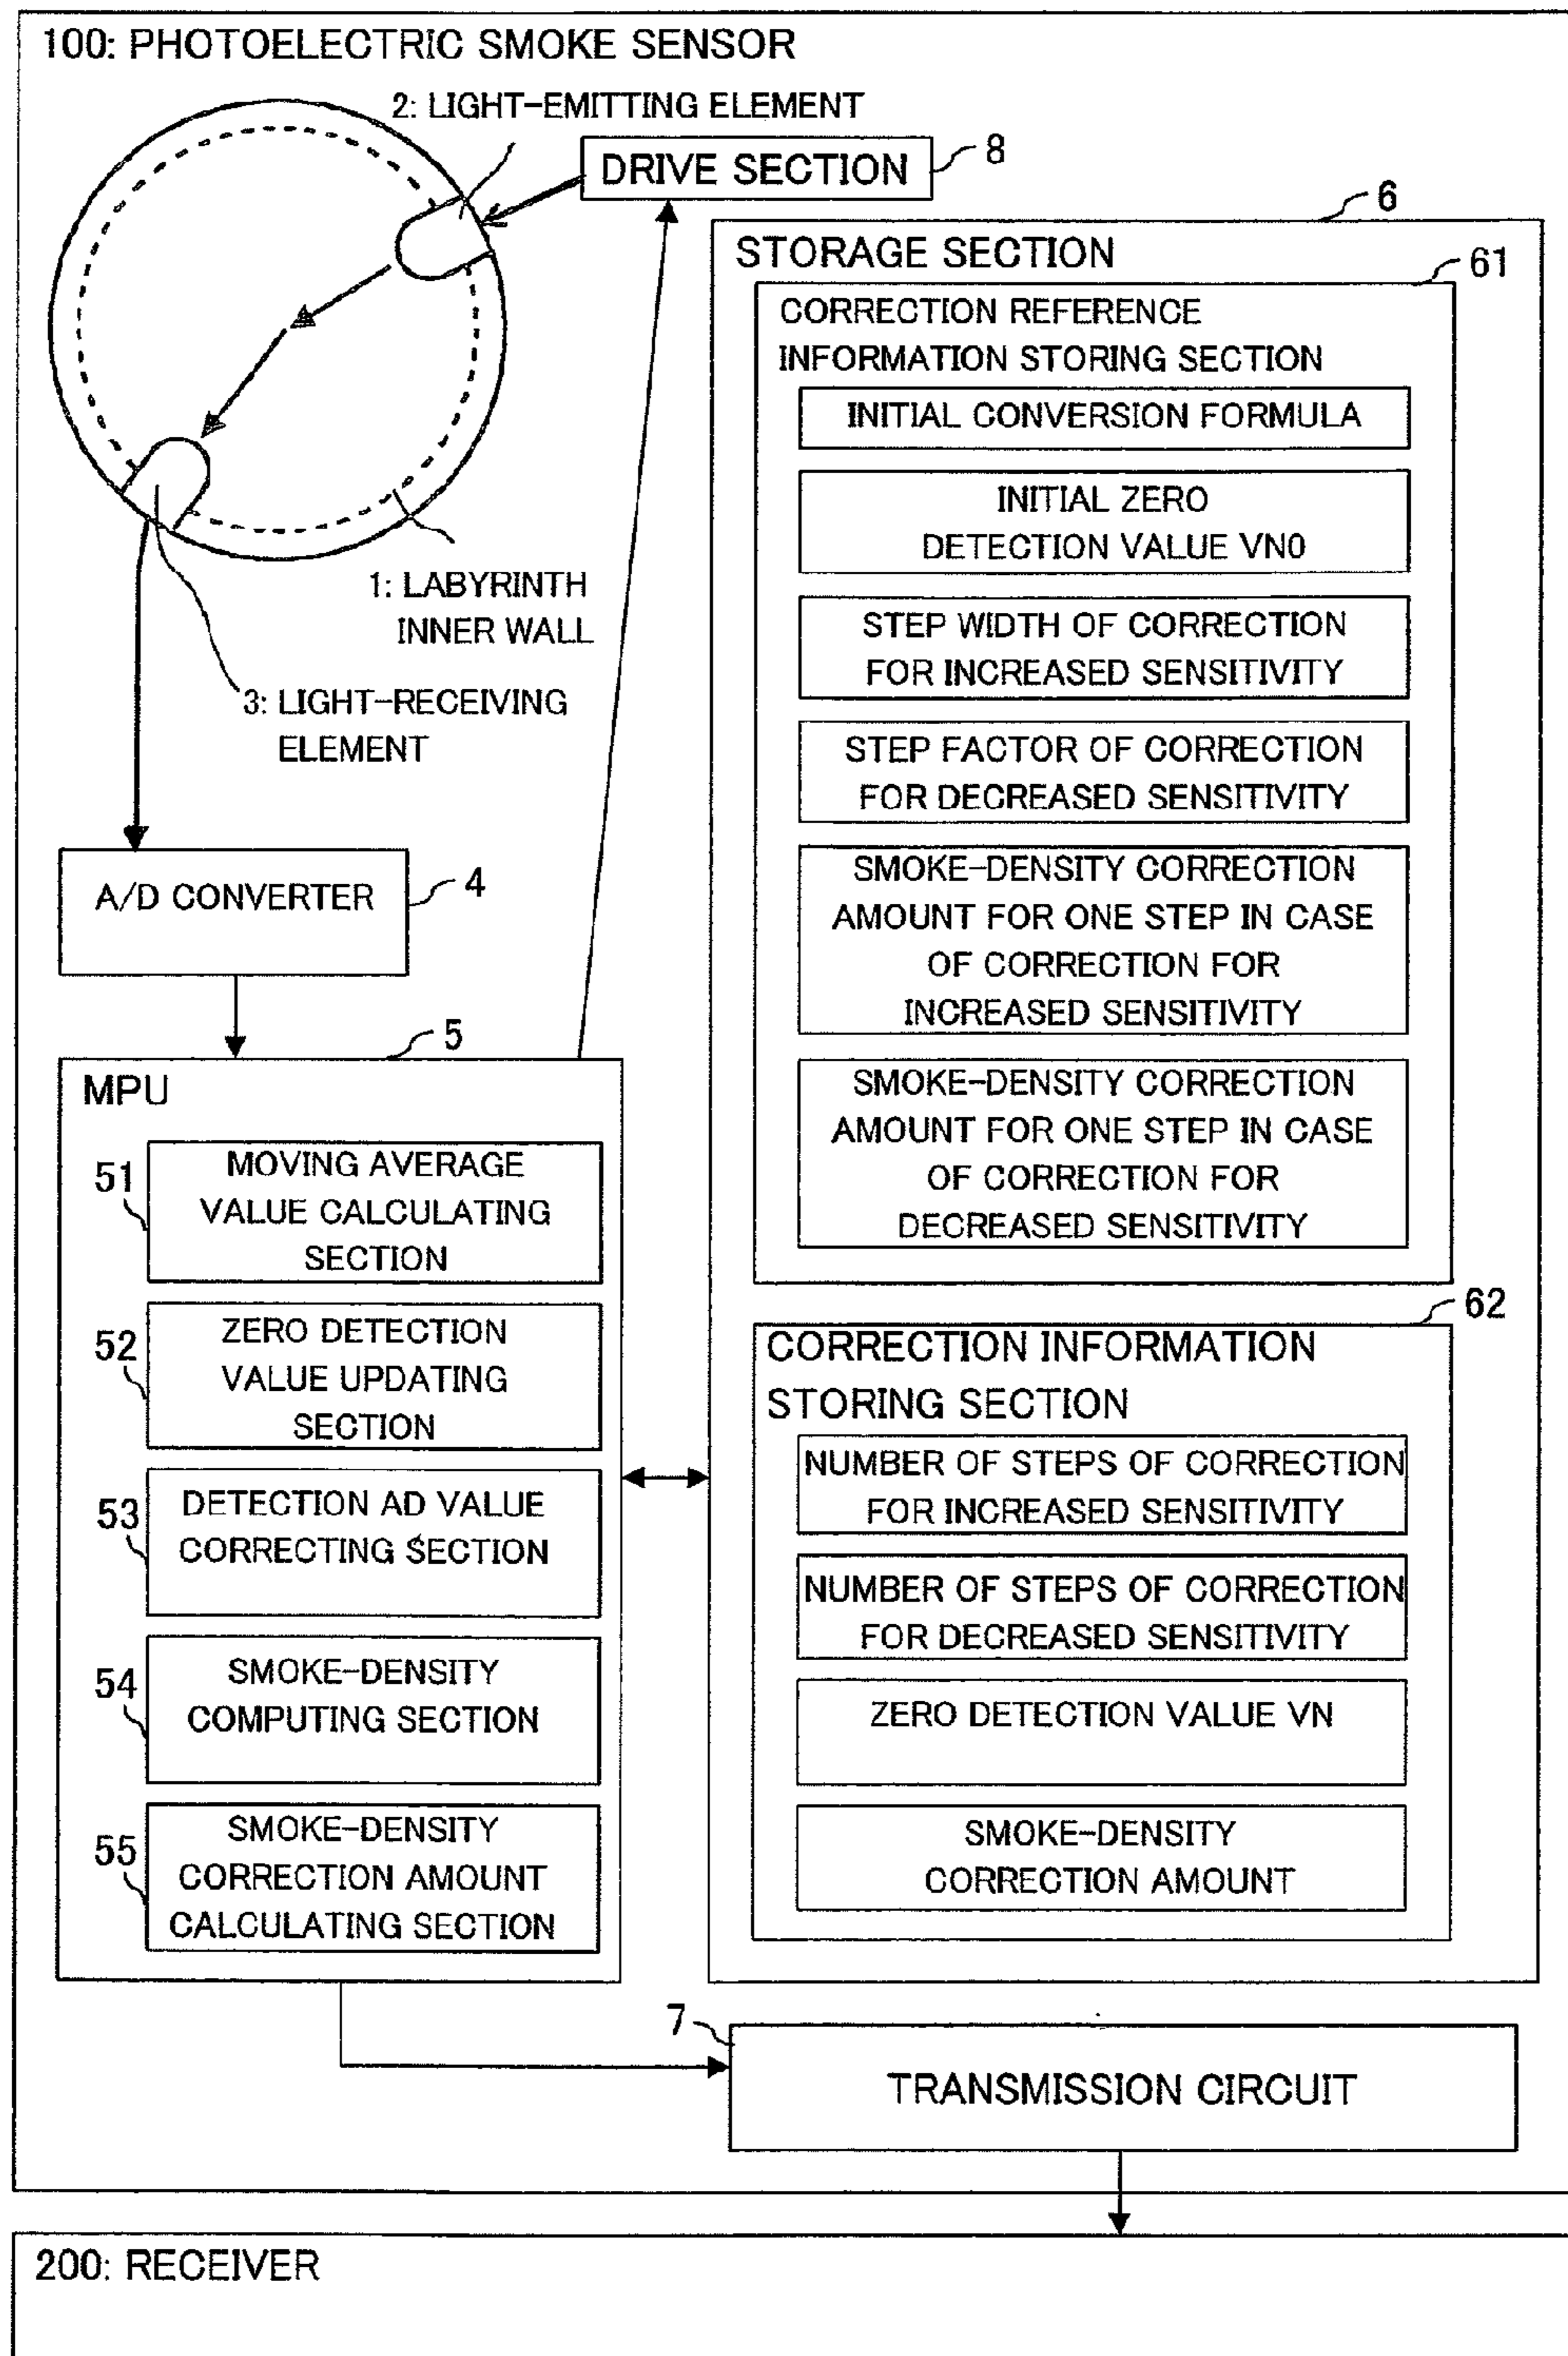 100: PHOTOELECTRIC SMOKE SENSOR
2: LIGHT-EMITTING ELEMENT
DRIVE SECTION
8
1: LABYRINTH
INNER WALL
3: LIGHT-RECEIVING
ELEMENT
A/D CONVERTER
4
5
MPU
51
MOVING AVERAGE
VALUE CALCULATING
SECTION
52
ZERO DETECTION
VALUE UPDATING
SECTION
53
DETECTION AD VALUE
CORRECTING SECTION
54
SMOKE-DENSITY
COMPUTING SECTION
55
SMOKE-DENSITY
CORRECTION AMOUNT
CALCULATING SECTION
6
STORAGE SECTION
61
CORRECTION REFERENCE
INFORMATION STORING SECTION
INITIAL CONVERSION FORMULA
INITIAL ZERO
DETECTION VALUE VN0
STEP WIDTH OF CORRECTION
FOR INCREASED SENSITIVITY
STEP FACTOR OF CORRECTION
FOR DECREASED SENSITIVITY
SMOKE-DENSITY CORRECTION
AMOUNT FOR ONE STEP IN CASE
OF CORRECTION FOR
INCREASED SENSITIVITY
SMOKE-DENSITY CORRECTION
AMOUNT FOR ONE STEP IN CASE
OF CORRECTION FOR
DECREASED SENSITIVITY
62
CORRECTION INFORMATION
STORING SECTION
NUMBER OF STEPS OF CORRECTION
FOR INCREASED SENSITIVITY
NUMBER OF STEPS OF CORRECTION
FOR DECREASED SENSITIVITY
ZERO DETECTION VALUE VN
SMOKE-DENSITY
CORRECTION AMOUNT
7
TRANSMISSION CIRCUIT
200: RECEIVER